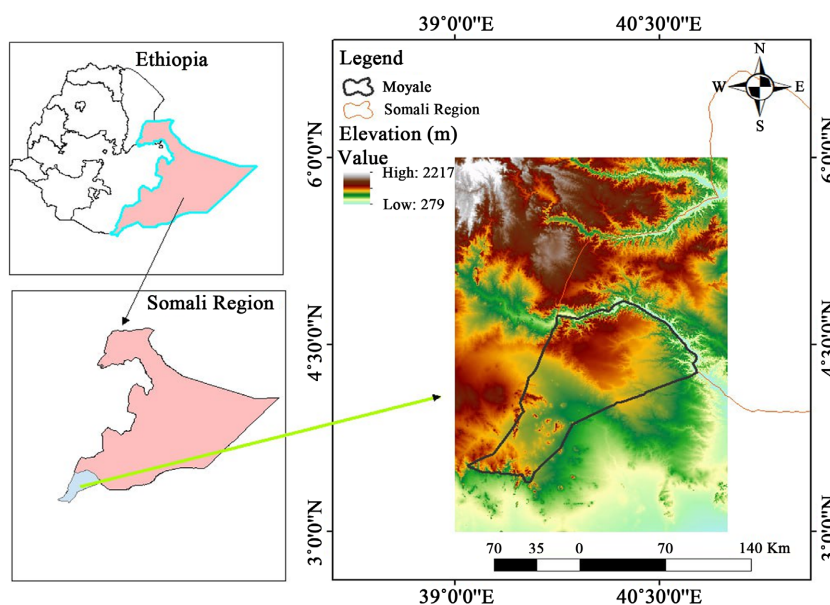 39°0'0"E 40°30'0"E
Ethiopia
Legend
Moyale
Somali Region
Elevation (m)
Value
High: 2217
Low: 279
N
W E
S
6°0'0"N 6°0'0"N
Somali Region
4°30'0"N 4°30'0"N
3°0'0"N 3°0'0"N
70 35 0 70 140 Km
39°0'0"E 40°30'0"E